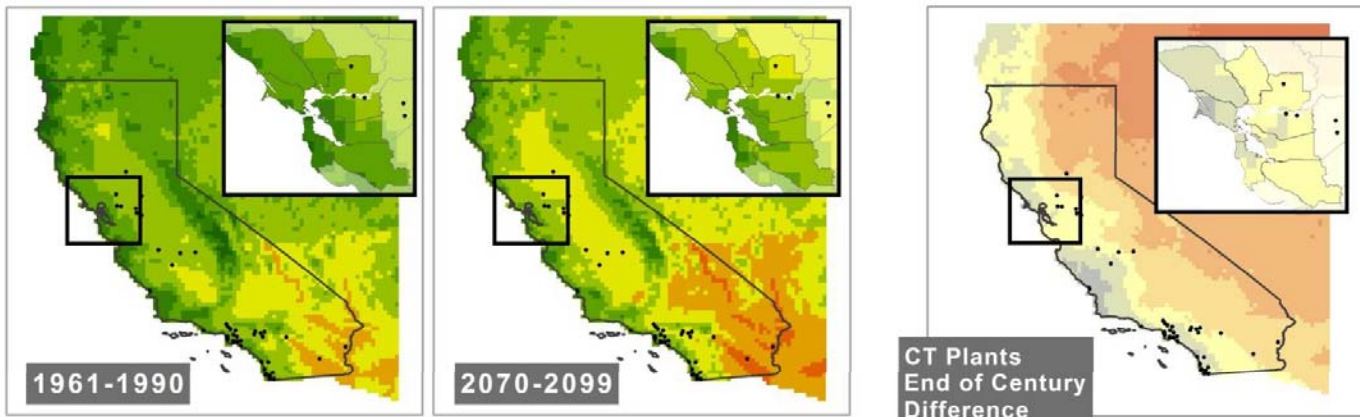 1961-1990
2070-2099
CT Plants
End of Century
Difference